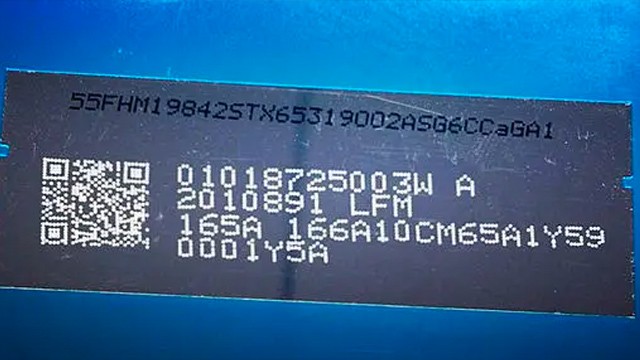 55FHM19842STX65319002ASG6CCaGA1
01018725003W A
2010891 LFM
165A 166A10CM65A1Y59
0001Y5A